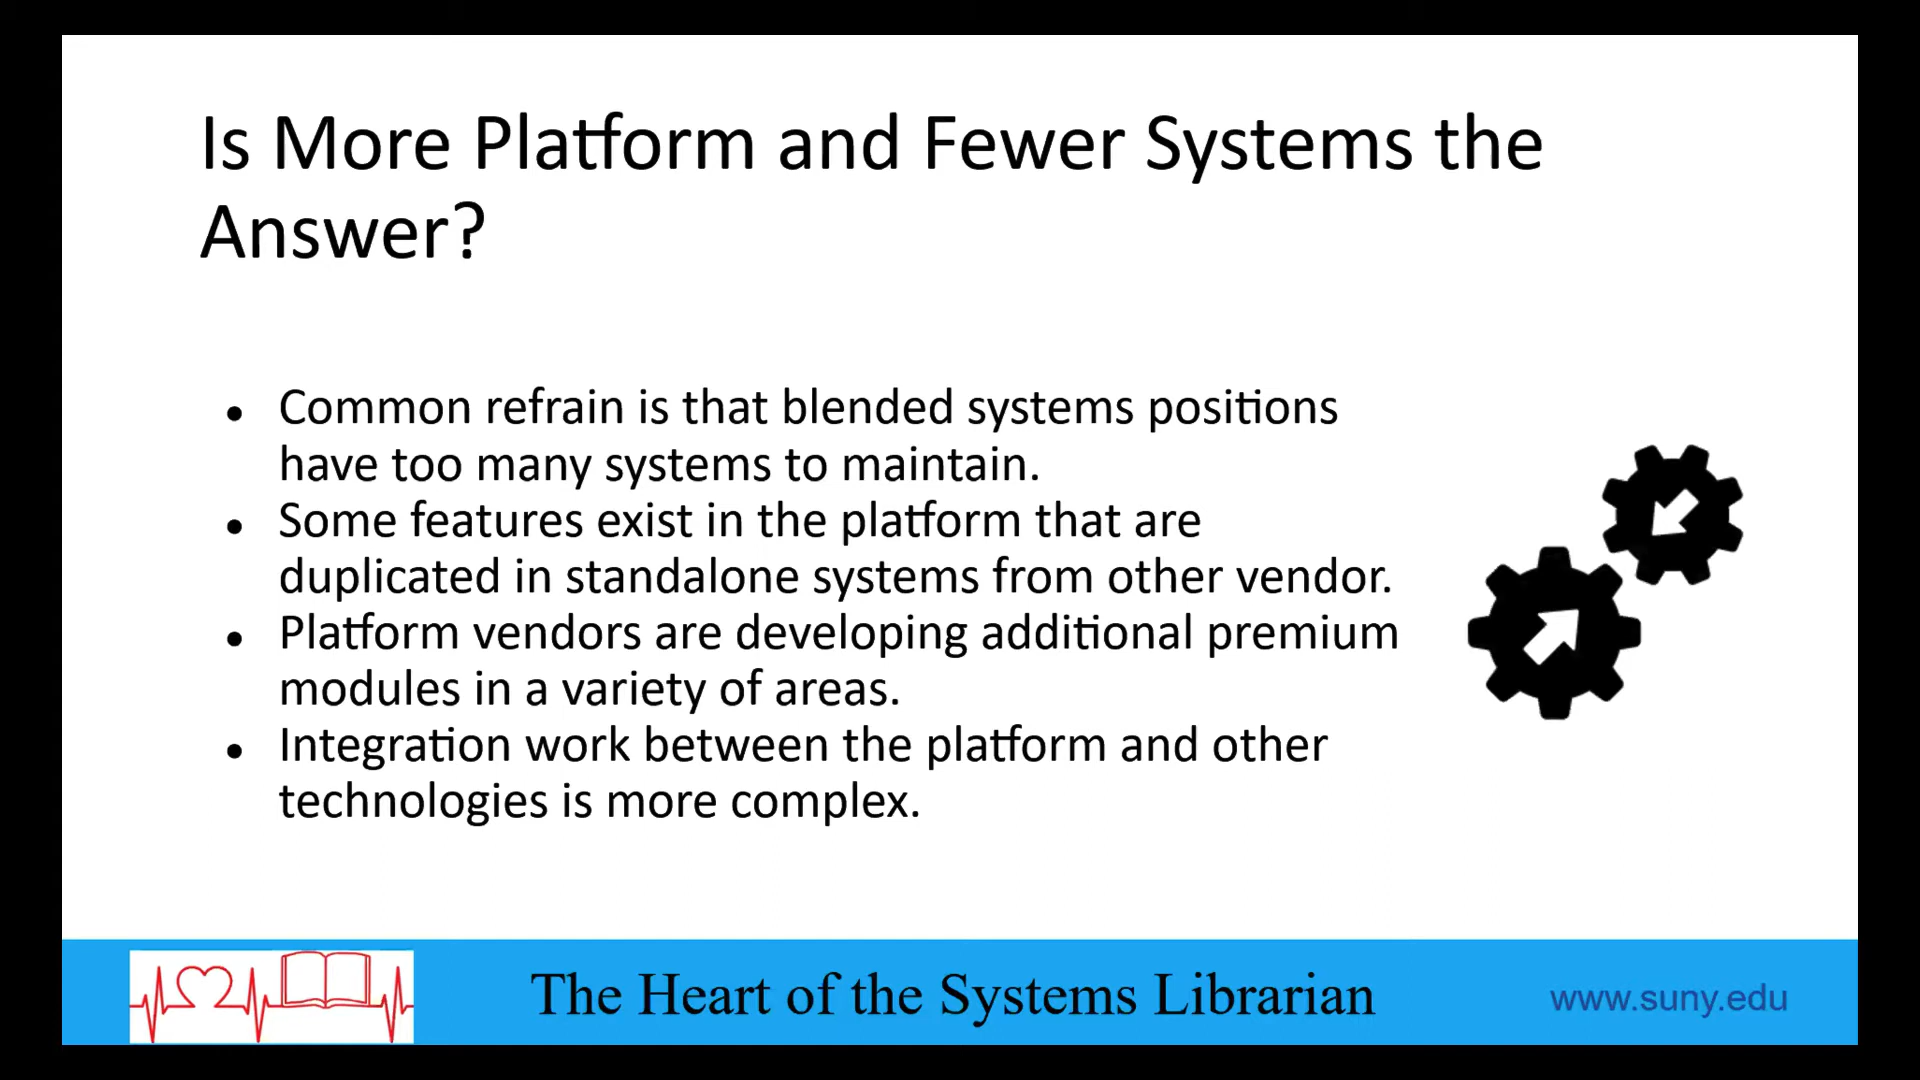 Is More Platform and Fewer Systems the
Answer?
• Common refrain is that blended systems positions
have too many systems to maintain.
• Some features exist in the platform that are
duplicated in standalone systems from other vendor.
• Platform vendors are developing additional premium
modules in a variety of areas.
• Integration work between the platform and other
technologies is more complex.
The Heart of the Systems Librarian
www.suny.edu